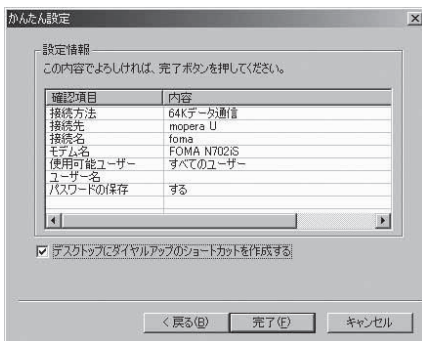 かんたん設定
設定情報
この内容でよろしければ、完了ボタンを押してください。
確認項目 内容
接続方法 64Kデータ通信
接続先 mopera U
接続名 foma
モデム名 FOMA N702iS
使用可能ユーザー すべてのユーザー
ユーザー名
パスワードの保存 する
デスクトップにダイヤルアップのショートカットを作成する
< 戻る(B) 完了(F) キャンセル